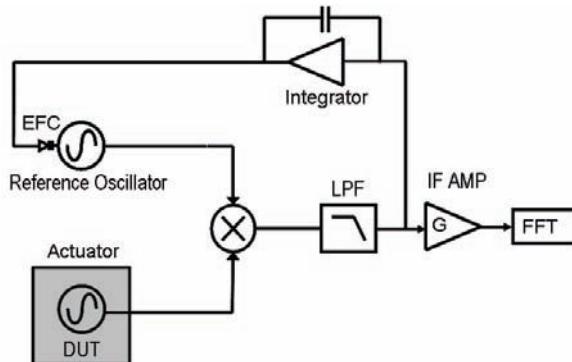 Integrator
EFC
Reference Oscillator
LPF
IF AMP
G
FFT
Actuator
DUT